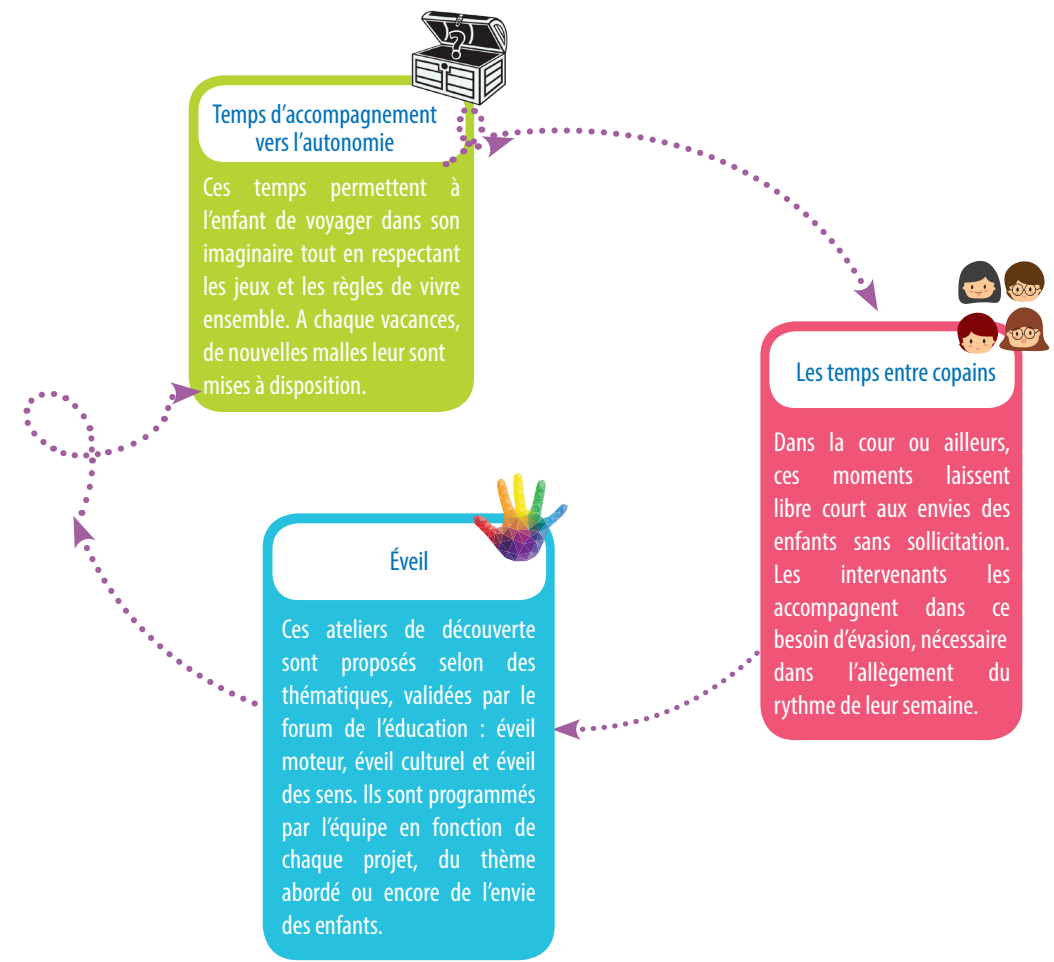 Temps d'accompagnement
vers l'autonomie
Ces temps permettent à
l'enfant de voyager dans son
imaginaire tout en respectant
les jeux et les règles de vivre
ensemble. A chaque vacances,
de nouvelles malles leur sont
mises à disposition.
Les temps entre copains
Dans la cour ou ailleurs,
ces moments laissent
libre court aux envies des
enfants sans sollicitation.
Les intervenants les
accompagnent dans ce
besoin d'évasion, nécessaire
dans l'allègement du
rythme de leur semaine.
Éveil
Ces ateliers de découverte
sont proposés selon des
thématiques, validées par le
forum de l'éducation : éveil
moteur, éveil culturel et éveil
des sens. Ils sont programmés
par l'équipe en fonction de
chaque projet, du thème
abordé ou encore de l'envie
des enfants.